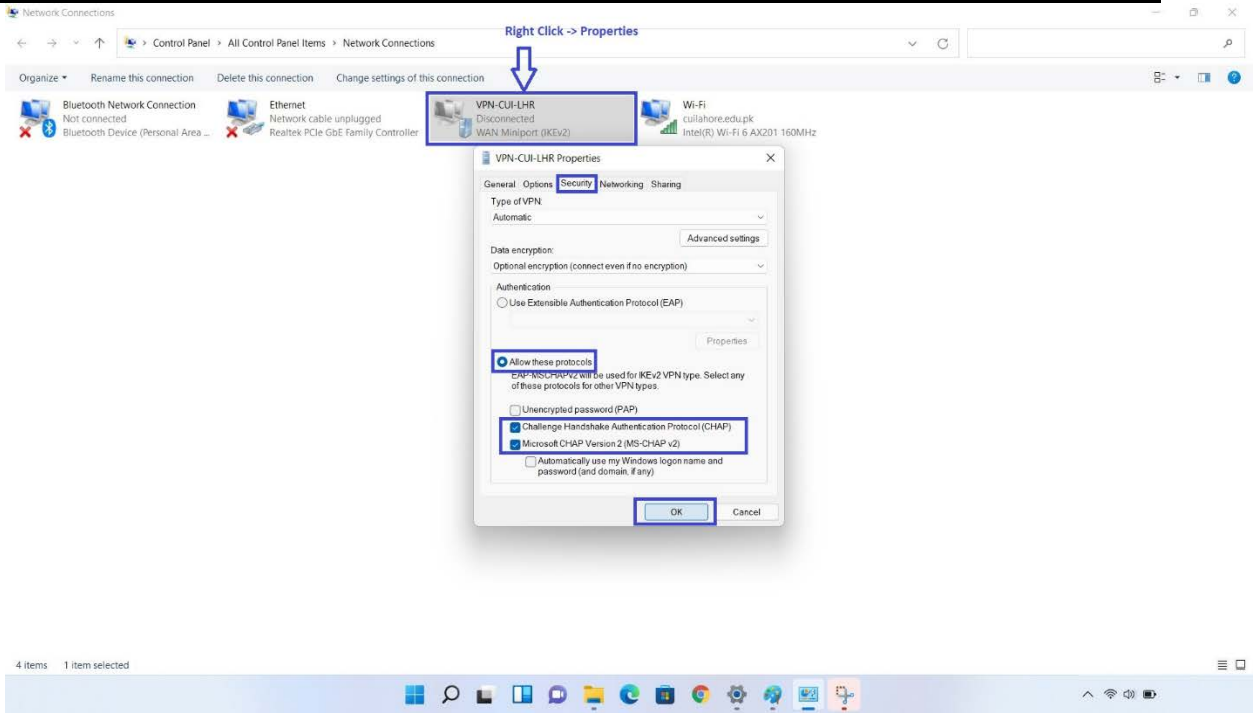 Network Connections
Right Click -> Properties
Control Panel > All Control Panel Items > Network Connections
Organize Rename this connection Delete this connection Change settings of this connection
Bluetooth Network Connection
Not connected
Bluetooth Device (Personal Area ...
Ethernet
Network cable unplugged
Realtek PCIe GbE Family Controller
VPN-CUI-LHR
Disconnected
WAN Miniport (IKEv2)
Wi-Fi
cuilahore.edu.pk
Intel(R) Wi-Fi 6 AX201 160MHz
VPN-CUI-LHR Properties
General Options Security Networking Sharing
Type of VPN:
Automatic
Advanced settings
Data encryption:
Optional encryption (connect even if no encryption)
Authentication
Use Extensible Authentication Protocol (EAP)
Properties
Allow these protocols
EAP-MSCHAPv2 will be used for IKEv2 VPN type. Select any
of these protocols for other VPN types.
Unencrypted password (PAP)
Challenge Handshake Authentication Protocol (CHAP)
Microsoft CHAP Version 2 (MS-CHAP v2)
Automatically use my Windows logon name and
password (and domain, if any)
OK Cancel
4 items 1 item selected